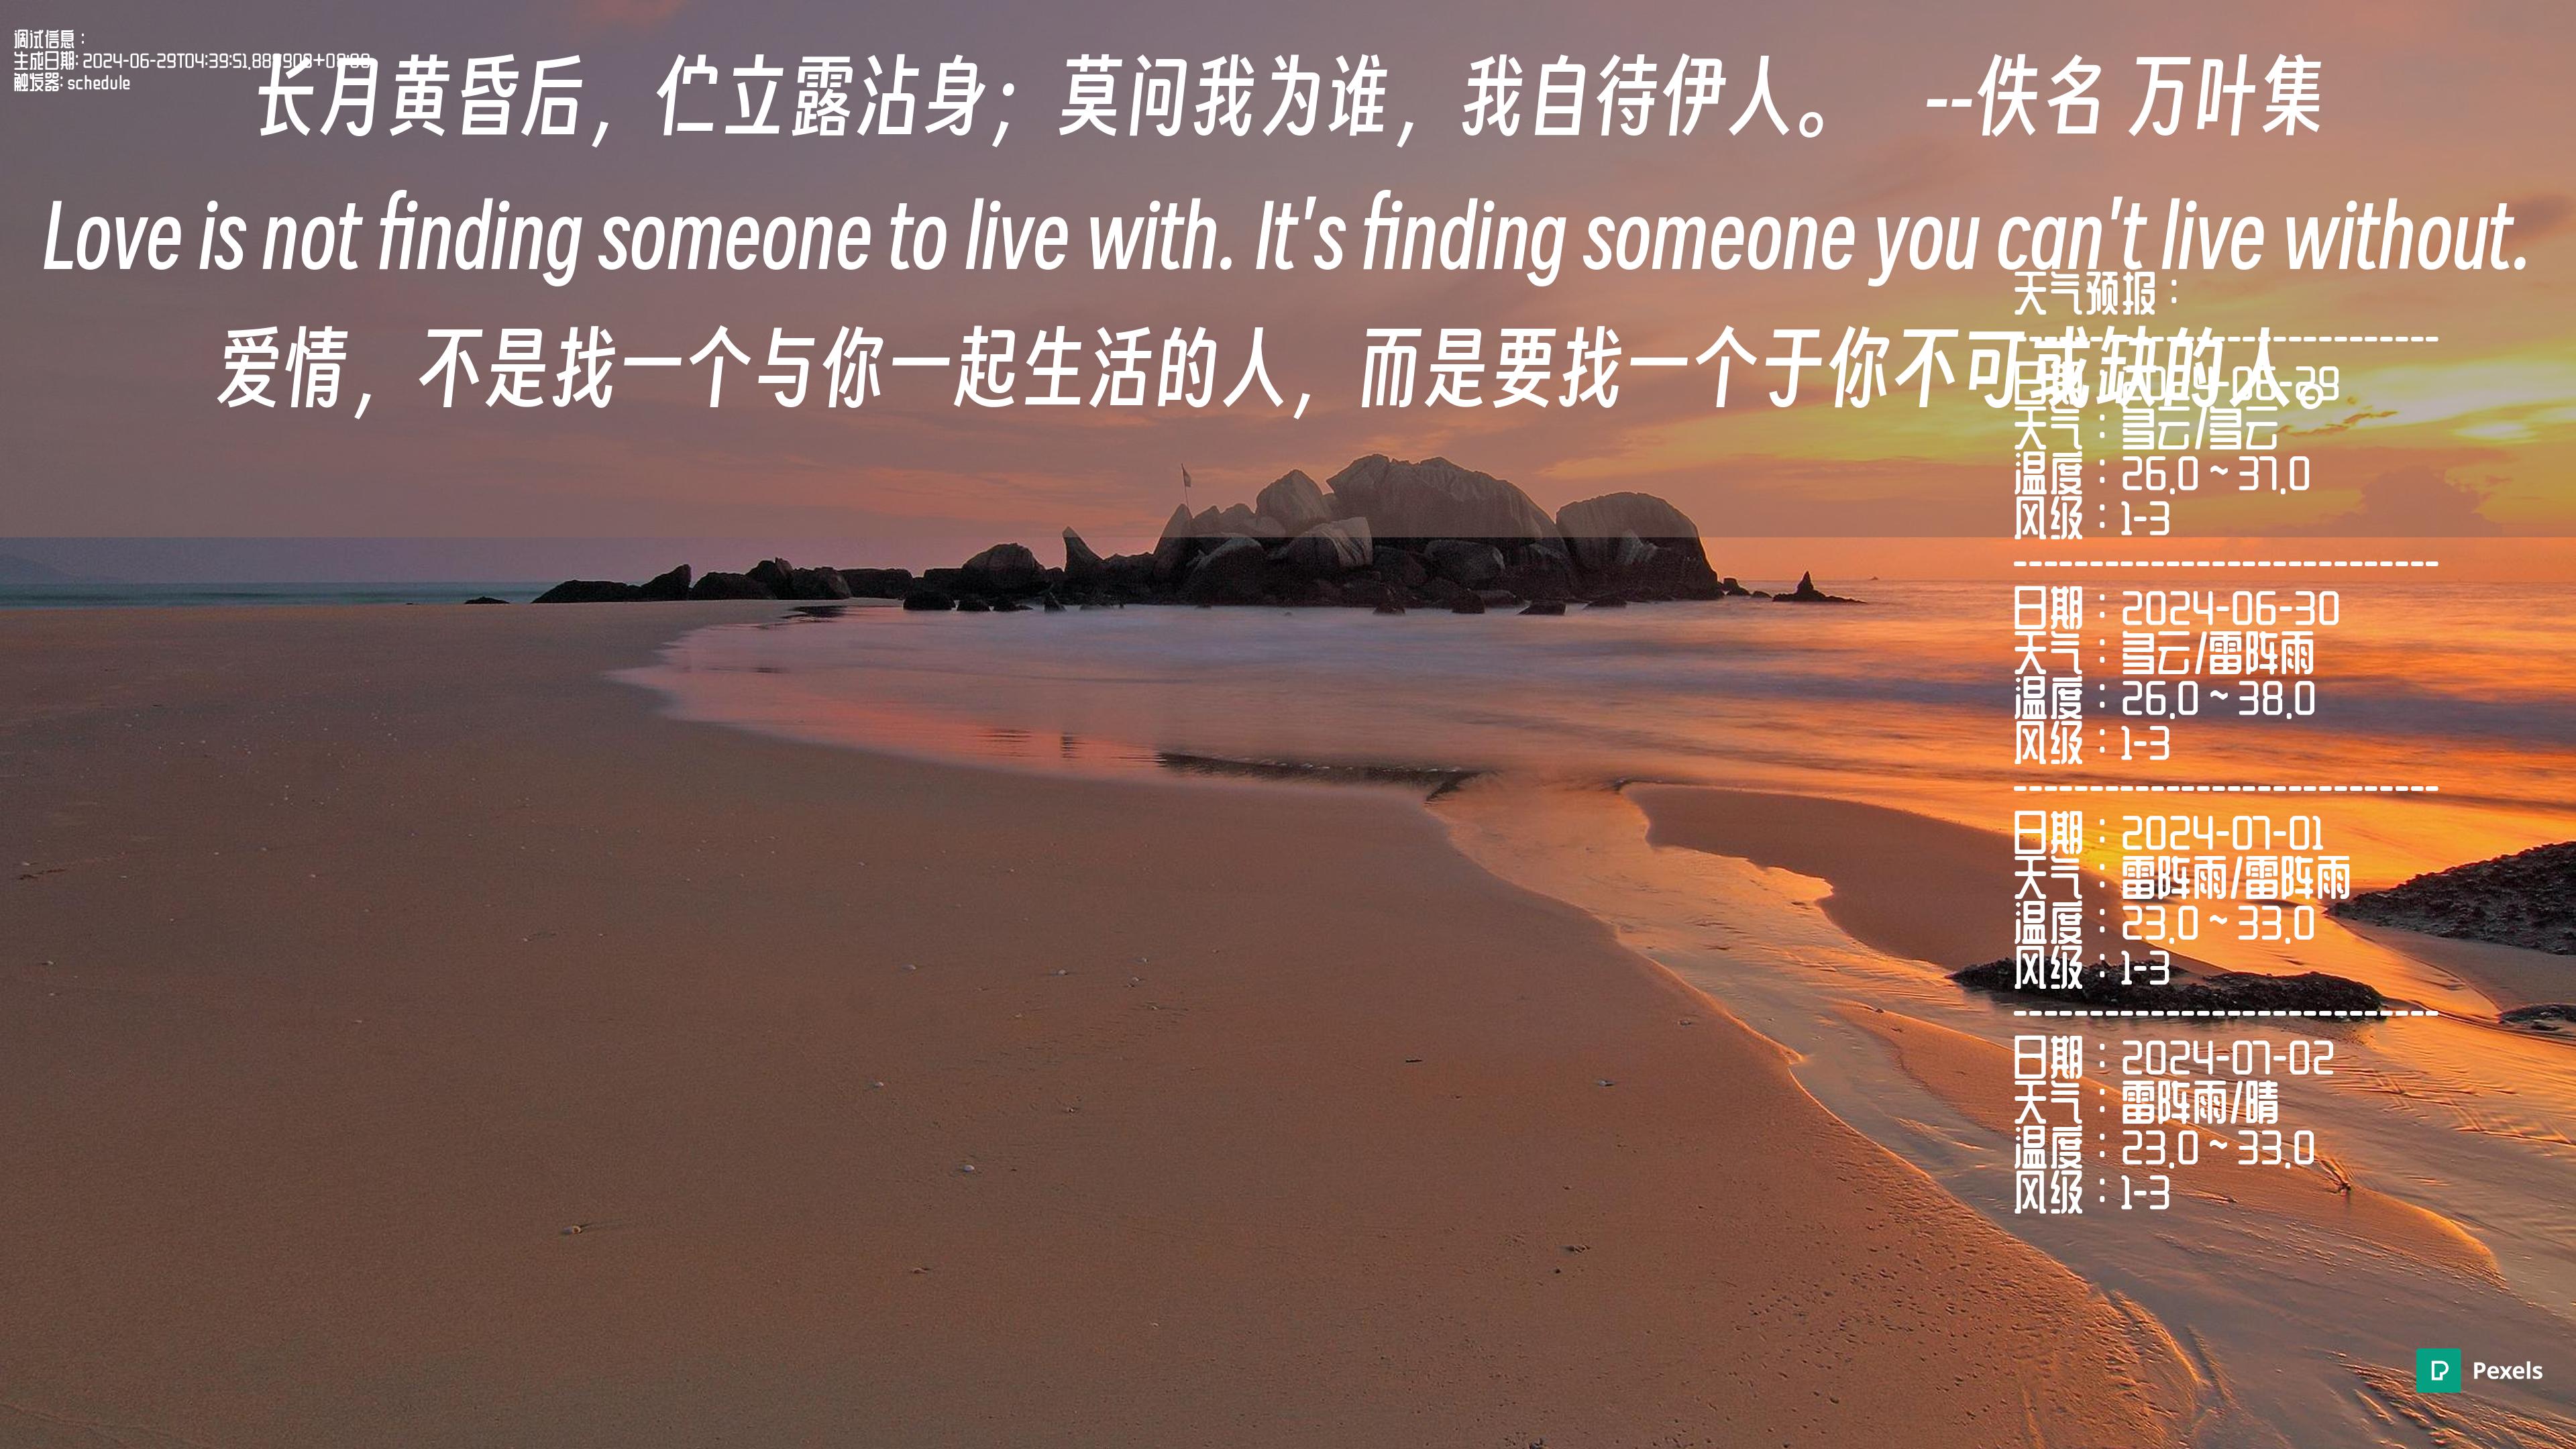 调试信息：
生成日期: 2024-06-29T04:39:51.889909+08:00
触发器: schedule
长月黄昏后，伫立露沾身；莫问我为谁，我自待伊人。 --佚名 万叶集
Love is not finding someone to live with. It's finding someone you can't live without.
爱情，不是找一个与你一起生活的人，而是要找一个于你不可或缺的人。
天气预报：
----------------------------
日期：2024-06-29
天气：多云/多云
温度：26.0 ~ 37.0
风级：1-3
----------------------------
日期：2024-06-30
天气：多云/雷阵雨
温度：26.0 ~ 38.0
风级：1-3
----------------------------
日期：2024-07-01
天气：雷阵雨/雷阵雨
温度：23.0 ~ 33.0
风级：1-3
----------------------------
日期：2024-07-02
天气：雷阵雨/晴
温度：23.0 ~ 33.0
风级：1-3
Pexels